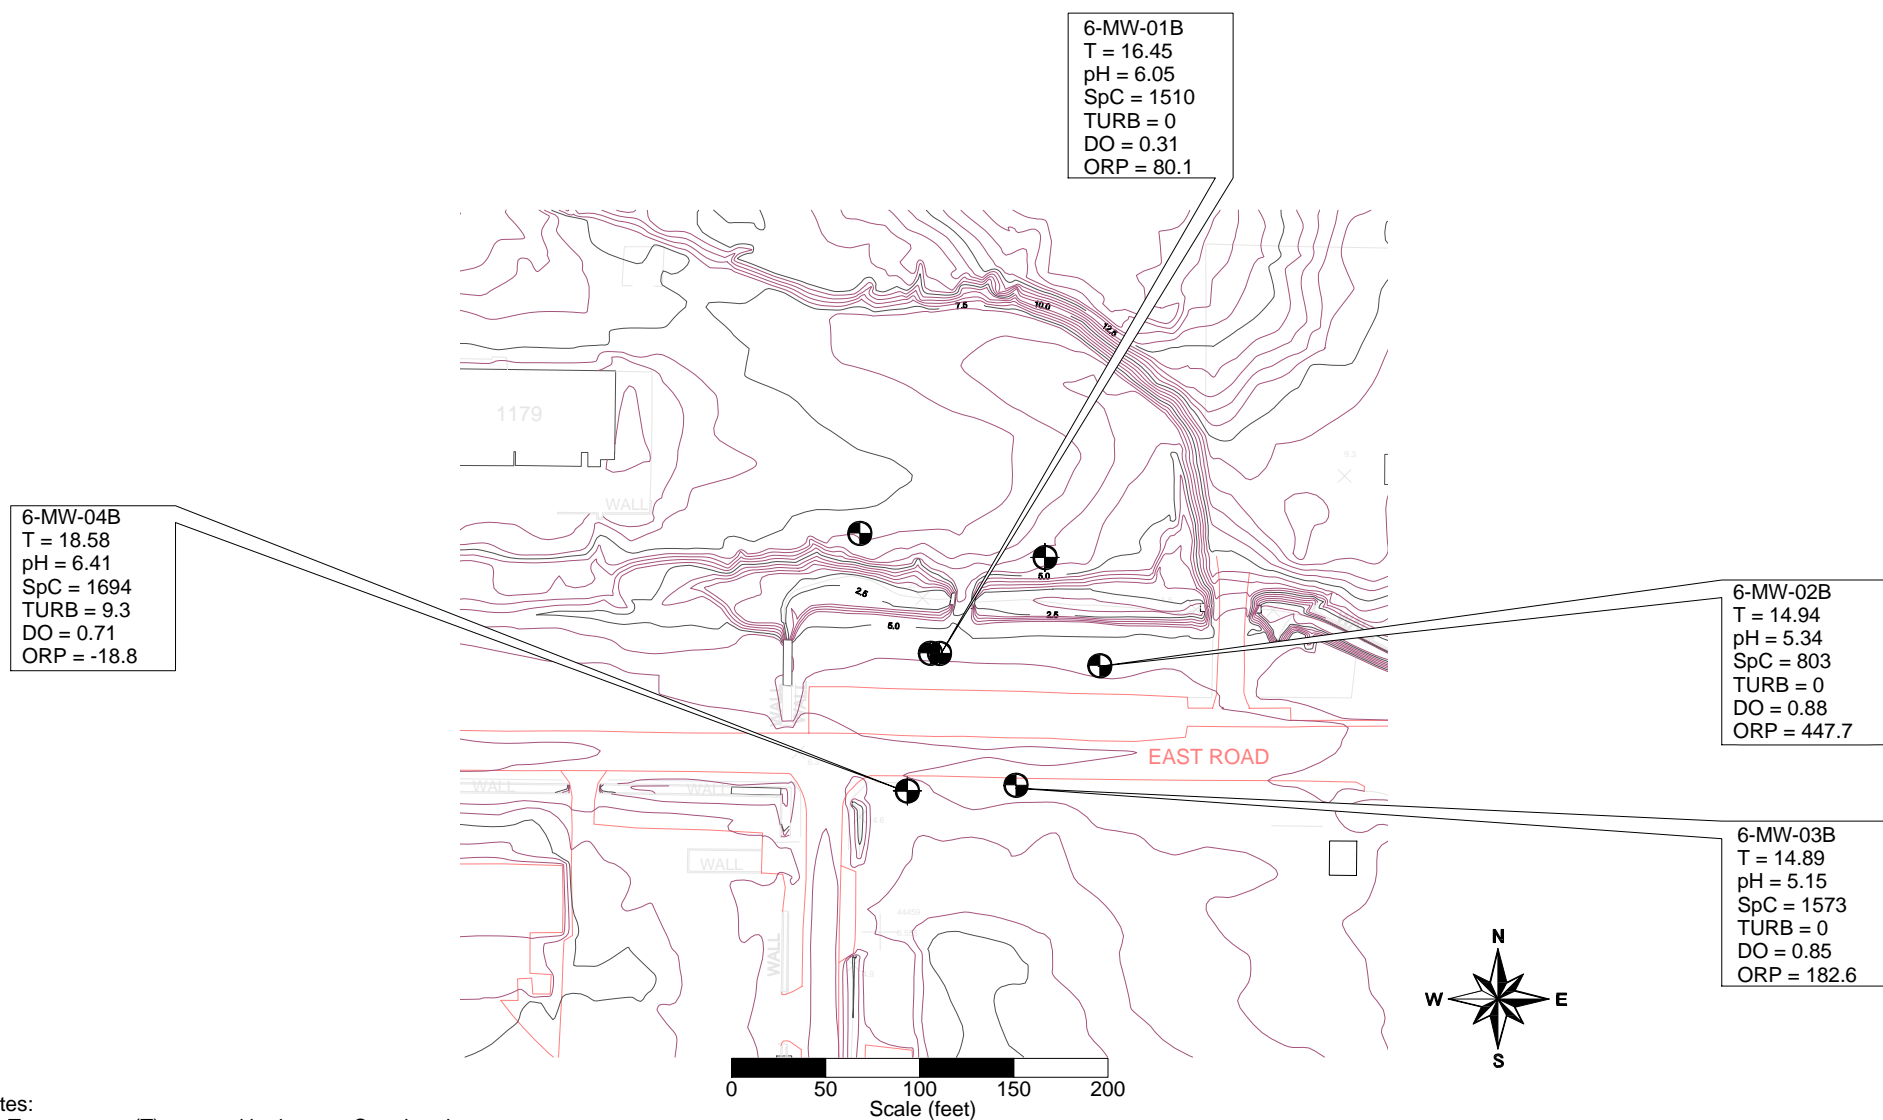 6-MW-01B
T = 16.45
pH = 6.05
SpC = 1510
TURB = 0
DO = 0.31
ORP = 80.1
7.5
10.0
12.5
1179
9.3
WALL
6-MW-04B
T = 18.58
pH = 6.41
SpC = 1694
TURB = 9.3
DO = 0.71
ORP = -18.8
5.0
2.5
2.5
5.0
6-MW-02B
T = 14.94
pH = 5.34
SpC = 803
TURB = 0
DO = 0.88
ORP = 447.7
WALL
WALL
EAST ROAD
WALL
WALL
WALL
6-MW-03B
T = 14.89
pH = 5.15
SpC = 1573
TURB = 0
DO = 0.85
ORP = 182.6
WALL
N
W E
S
0 50 100 150 200
Scale (feet)
tes: